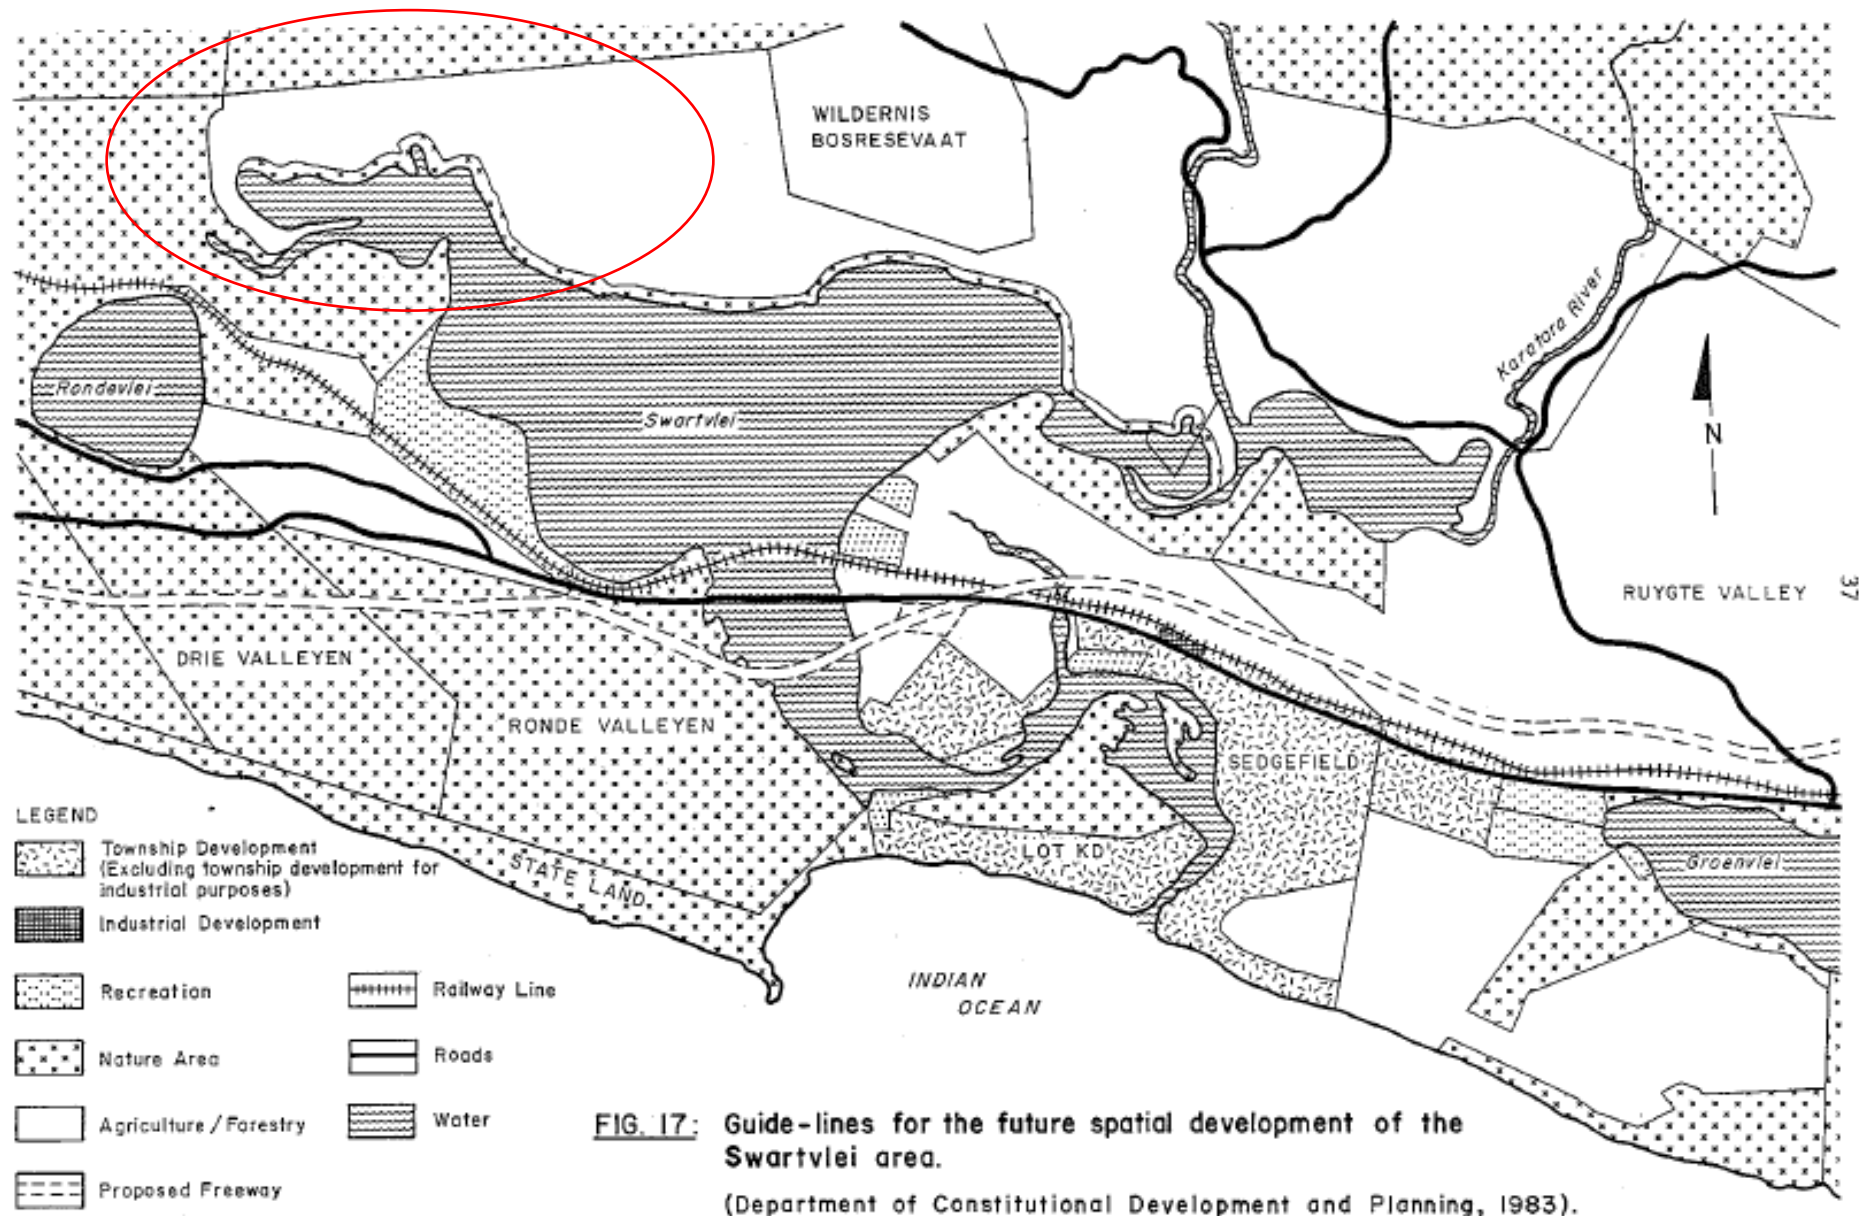 WILDERNIS
BOSRESEVAAT
Karatara River
Rondevlei
Swartvlei
N
37
RUYGTE VALLEY
DRIE VALLEYEN
RONDE VALLEYEN
SEDGEFIELD
LOT KD
Groenvlei
STATE LAND
INDIAN
OCEAN
LEGEND
Township Development
(Excluding township development for
industrial purposes)
Industrial Development
Recreation
Railway Line
Nature Area
Roads
Agriculture/Forestry
Water
Proposed Freeway
FIG. 17: Guide-lines for the future spatial development of the
Swartvlei area.
(Department of Constitutional Development and Planning, 1983).